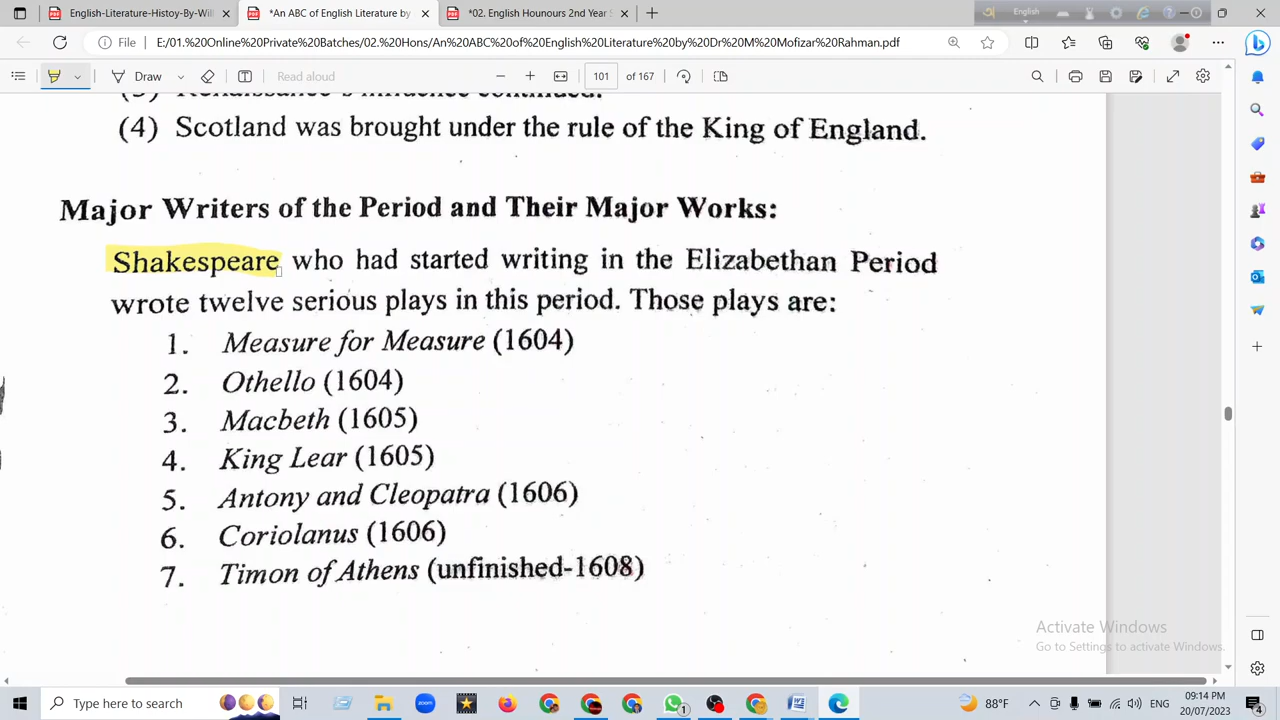 English-Literature-Histoy-By-Wil
*An ABC of English Literature by
*02. English Hounours 2nd Year S
English
File
E:/01.%20Online%20Private%20Batches/02.%20Hons/An%20ABC%20of%20English%20Literature%20by%20Dr%20M%20Mofizar%20Rahman.pdf
Draw
Read aloud
101 of 167
(4) Scotland was brought under the rule of the King of England.
Major Writers of the Period and Their Major Works:
Shakespeare who had started writing in the Elizabethan Period
wrote twelve serious plays in this period. Those plays are:
1. Measure for Measure (1604)
2. Othello (1604)
3. Macbeth (1605)
4. King Lear (1605)
5. Antony and Cleopatra (1606)
6. Coriolanus (1606)
7. Timon of Athens (unfinished-1608)
Activate Windows
Go to Settings to activate Windows.
Type here to search
zoom
1
88°F
ENG
09:14 PM
20/07/2023
4